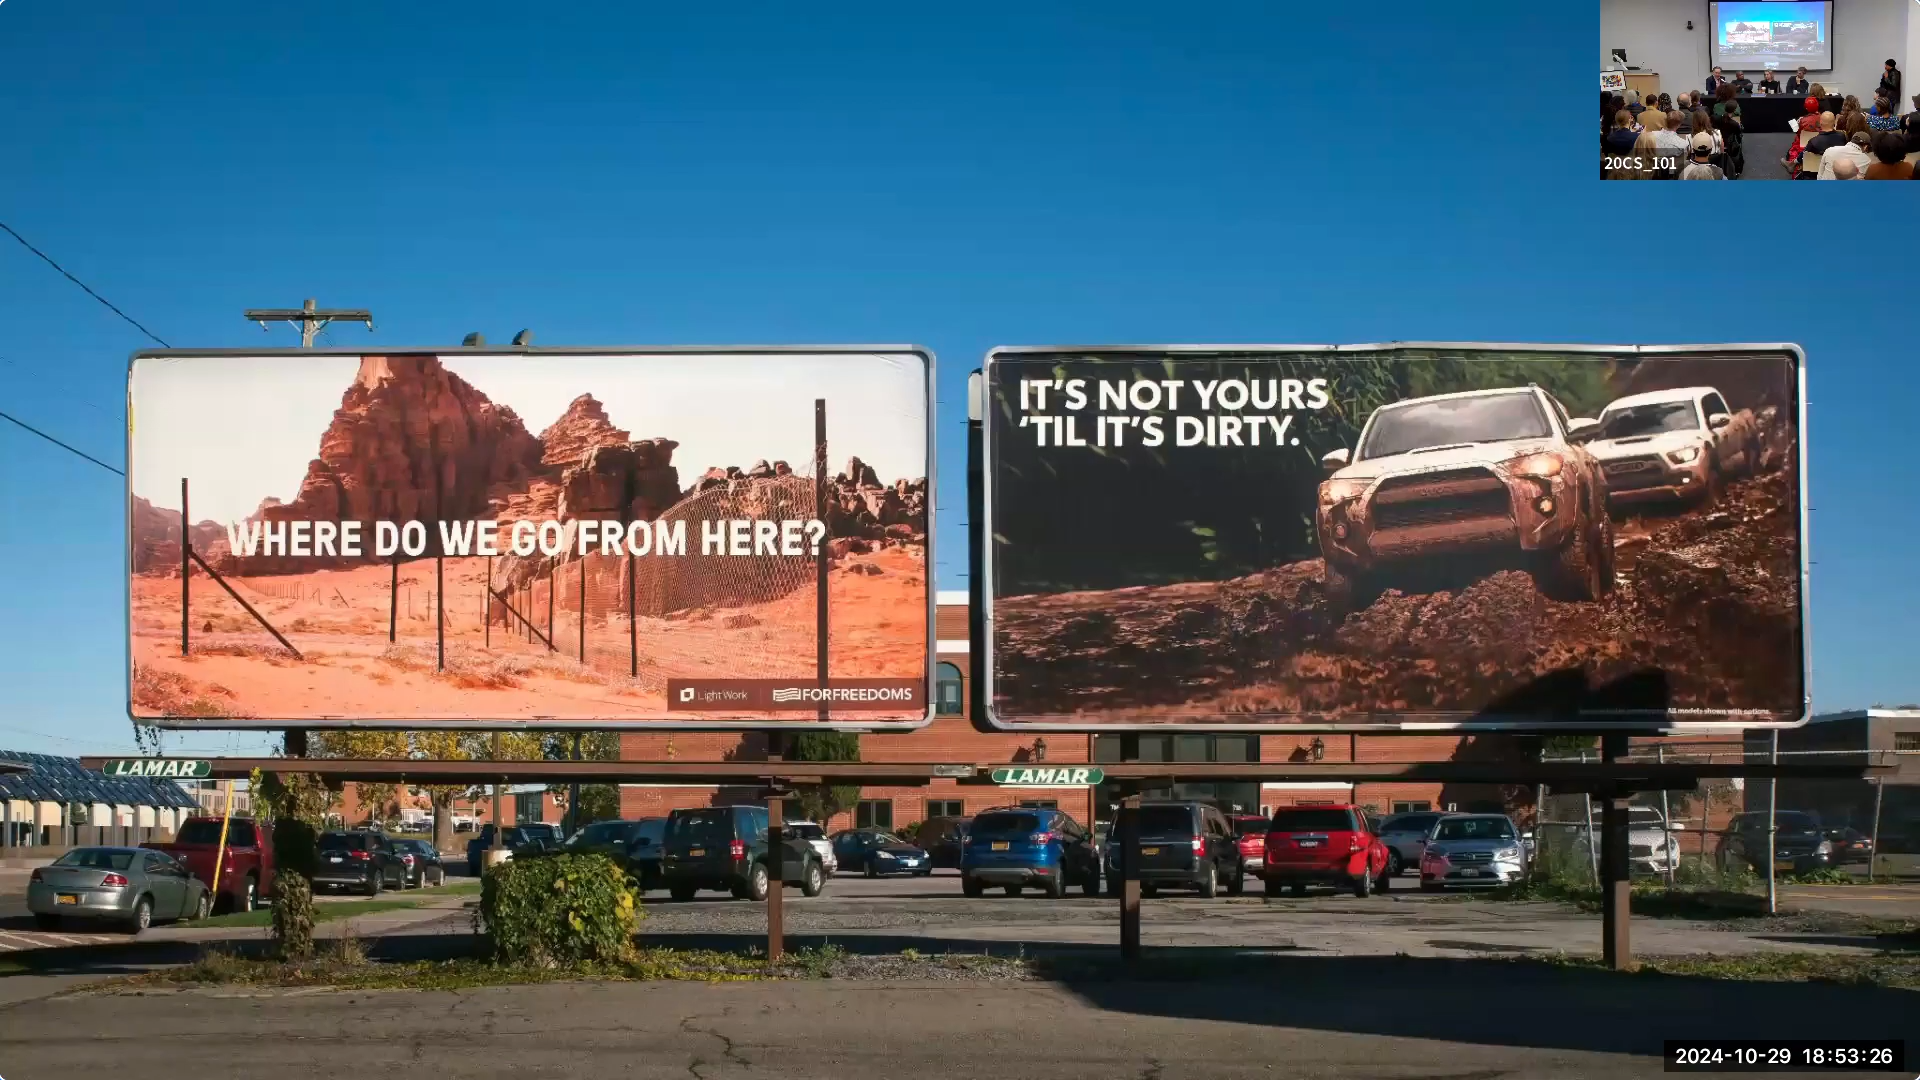 20CS_101
WHERE DO WE GO FROM HERE?
Light Work
FORFREEDOMS
IT'S NOT YOURS
'TIL IT'S DIRTY.
All models shown with options.
LAMAR
LAMAR
2024-10-29 18:53:26